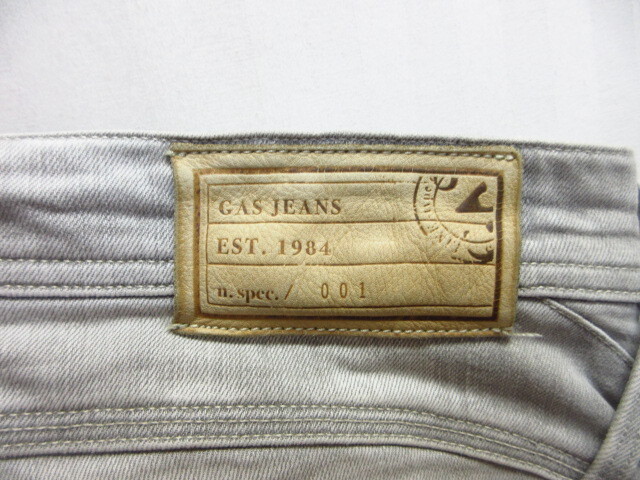 GAS JEANS
EST. 1984
n. spec. / 001